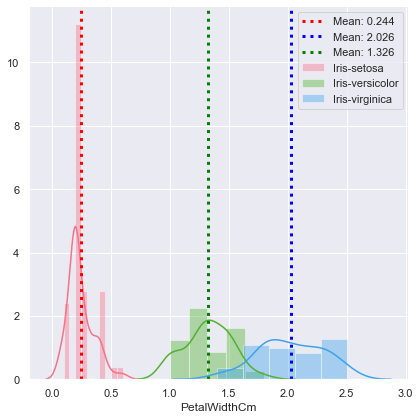 Mean: 0.244
Mean: 2.026
Mean: 1.326
Iris-setosa
Iris-versicolor
Iris-virginica
10
8
6
4
2
0
0.0 0.5 1.0 1.5 2.0 2.5 3.0
PetalWidthCm